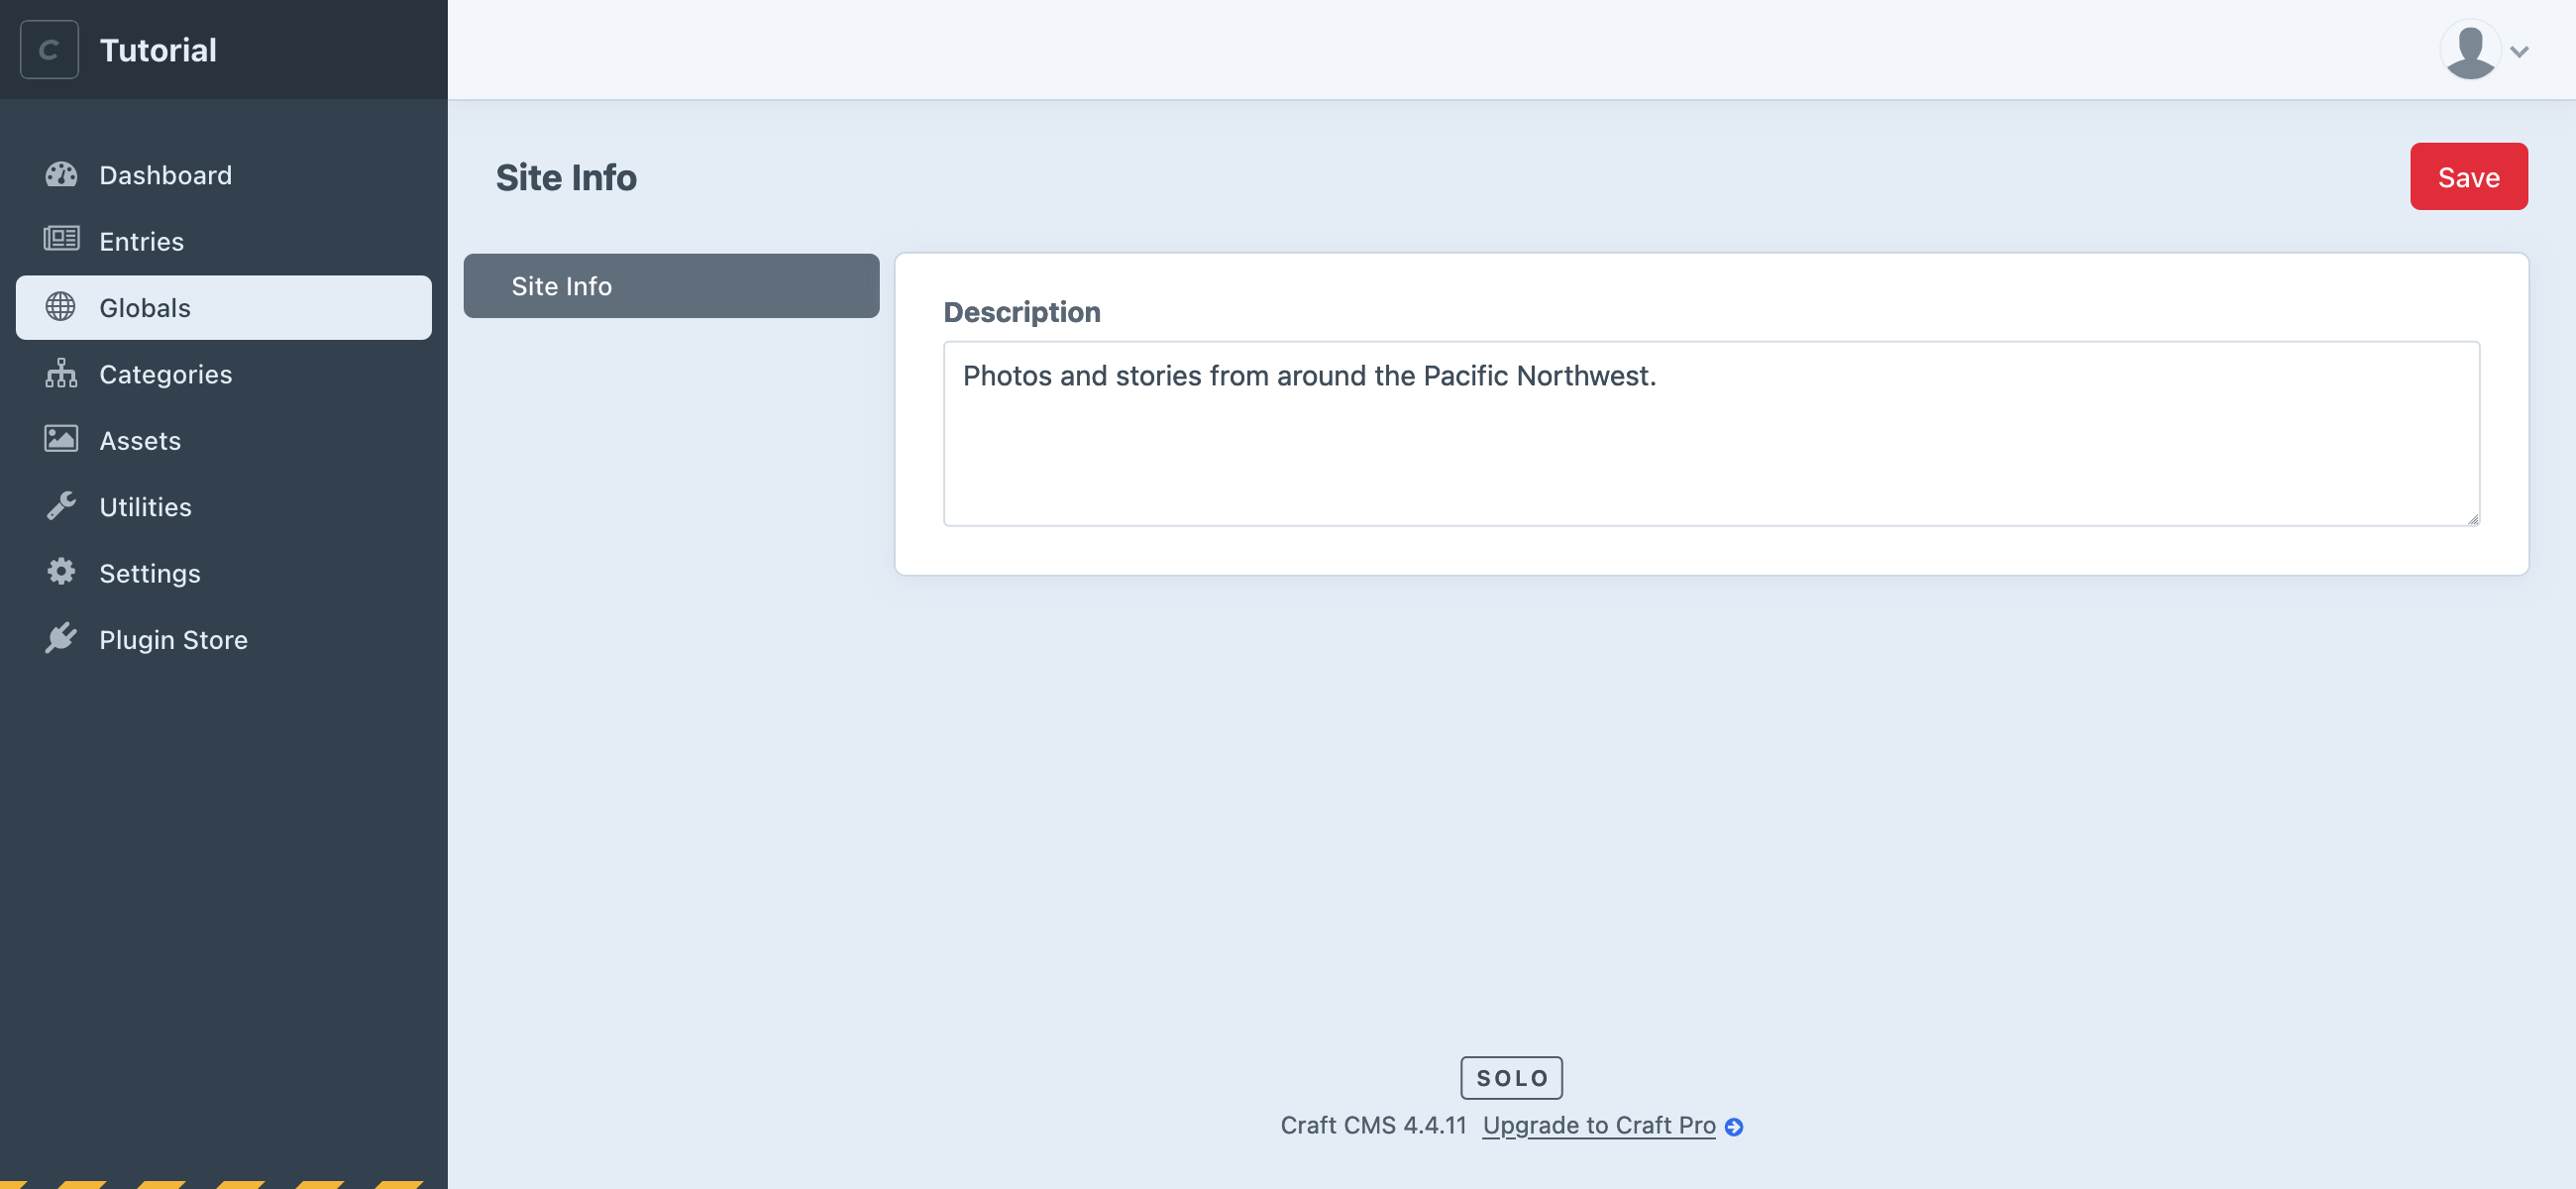 C Tutorial
Dashboard
Entries
Globals
Categories
Assets
Utilities
Settings
Plugin Store
Site Info
Save
Site Info
Description
Photos and stories from around the Pacific Northwest.
SOLO
Craft CMS 4.4.11 Upgrade to Craft Pro